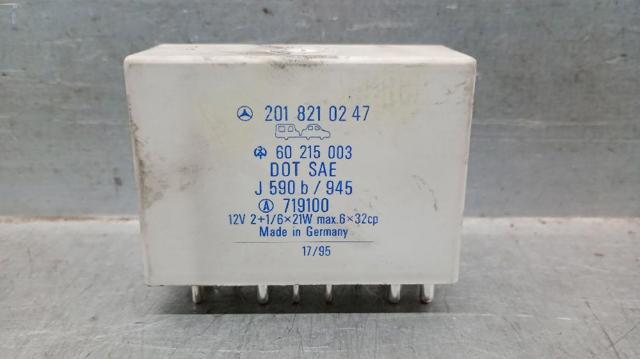 201 821 02 47
60 215 003
DOT SAE
J 590 b / 945
A 719100
12V 2+1/6×21W max. 6×32cp
Made in Germany
17/95